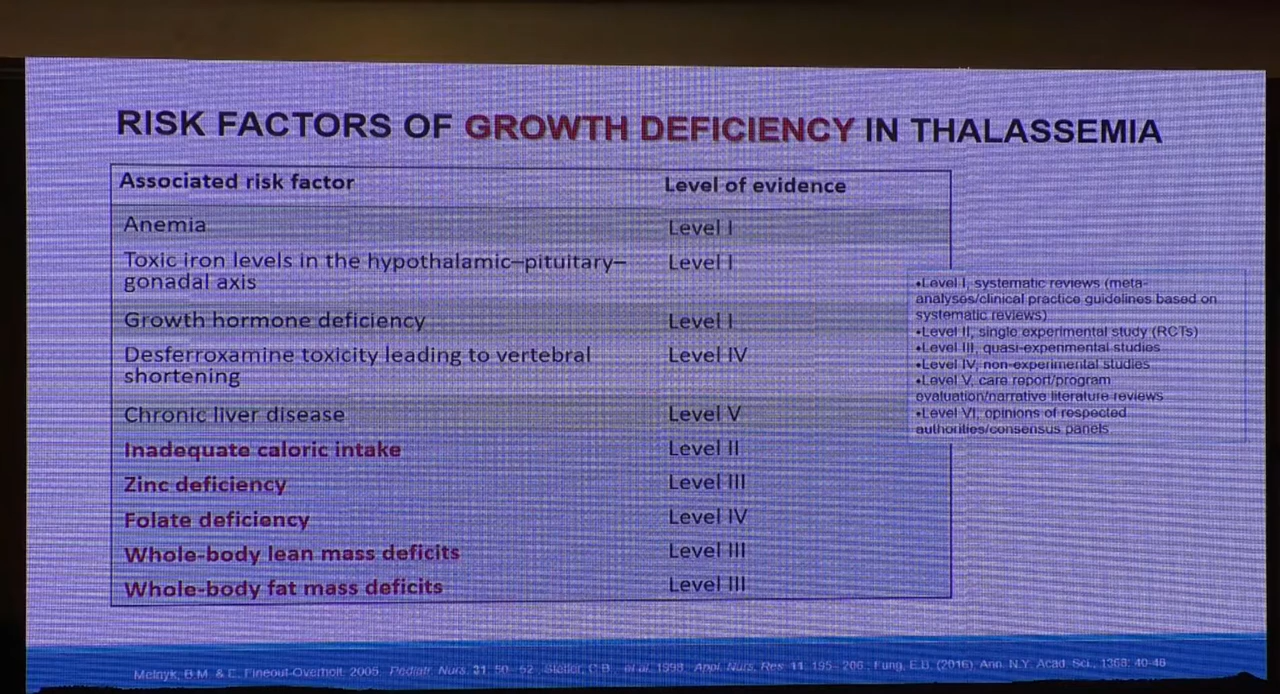 RISK FACTORS OF GROWTH DEFICIENCY IN THALASSEMIA
Associated risk factor Level of evidence
Anemia Level I
Toxic iron levels in the hypothalamic–pituitary–
gonadal axis Level I
Growth hormone deficiency Level I
Desferroxamine toxicity leading to vertebral
shortening Level IV
Chronic liver disease Level V
Inadequate caloric intake Level II
Zinc deficiency Level III
Folate deficiency Level IV
Whole-body lean mass deficits Level III
Whole-body fat mass deficits Level III
•Level I, systematic reviews (meta-
analyses/clinical practice guidelines based on
systematic reviews)
•Level II, single experimental study (RCTs)
•Level III, quasi-experimental studies
•Level IV, non-experimental studies
•Level V, care report/program
evaluation/narrative literature reviews
•Level VI, opinions of respected
authorities/consensus panels
Melnyk, B.M. & E. Fineout-Overholt. 2005. Pediatr. Nurs. 31: 50– 52. Stetler, C.B. et al. 1998. Appl. Nurs. Res. 11: 195– 206; Fung, E.B. (2016) Ann. N.Y. Acad. Sci., 1368: 40-48